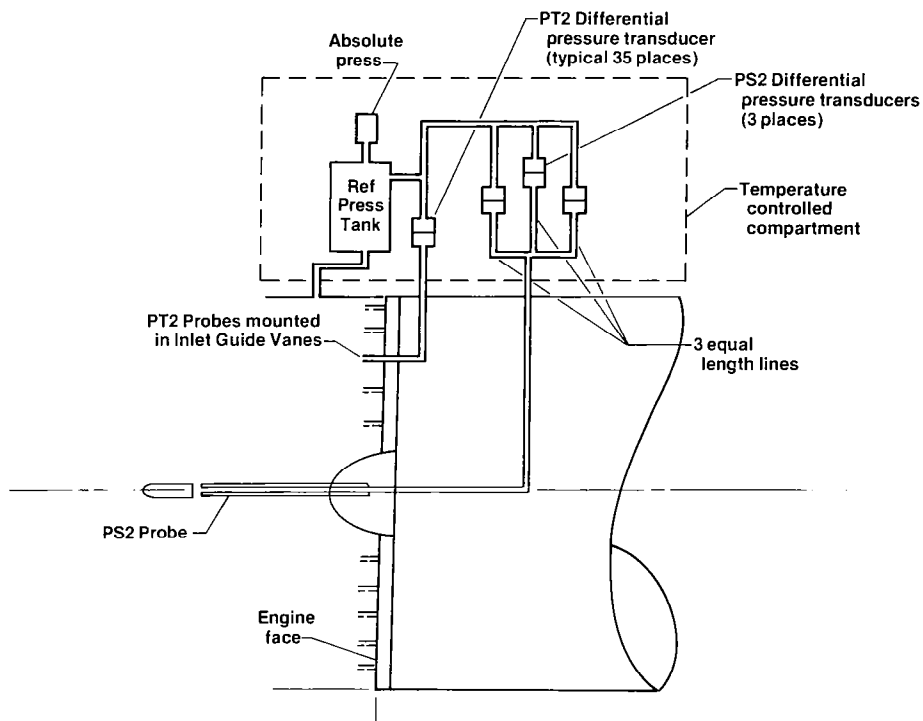 PT2 Differential
pressure transducer
(typical 35 places)
Absolute
press
PS2 Differential
pressure transducers
(3 places)
Ref
Press
Tank
Temperature
controlled
compartment
PT2 Probes mounted
in Inlet Guide Vanes
3 equal
length lines
PS2 Probe
Engine
face